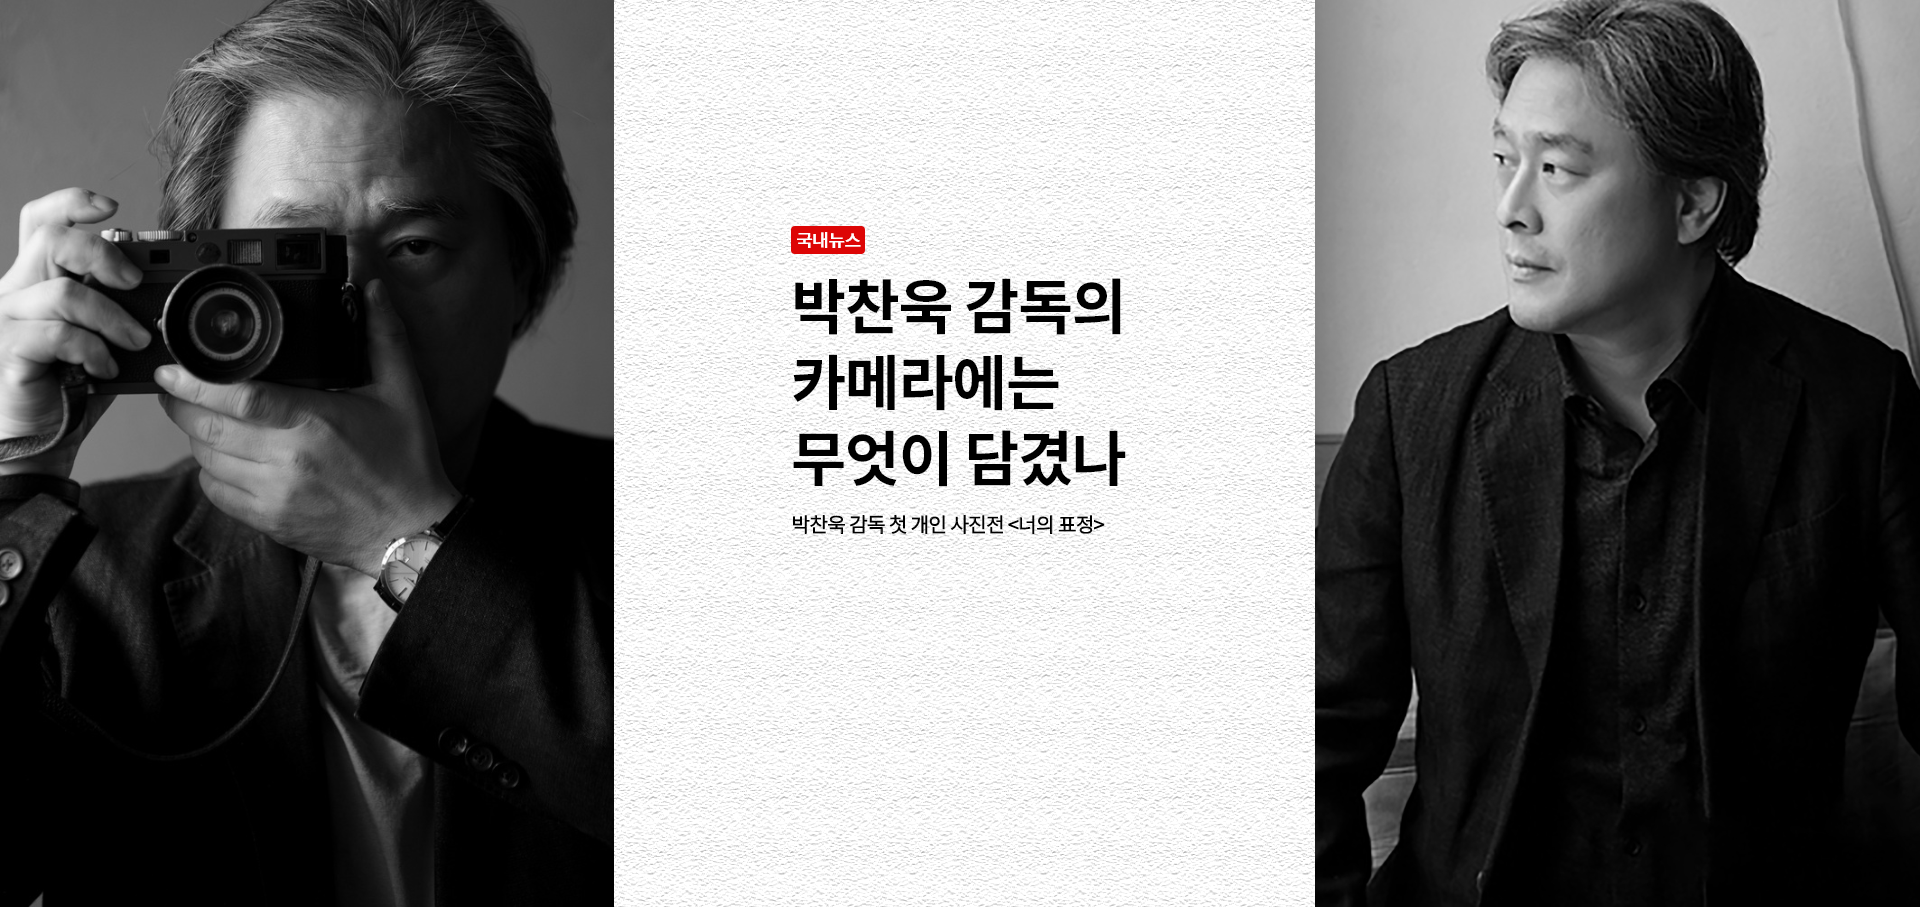 국내뉴스
박찬욱 감독의
카메라에는
무엇이 담겼나
박찬욱 감독 첫 개인 사진전 <너의 표정>